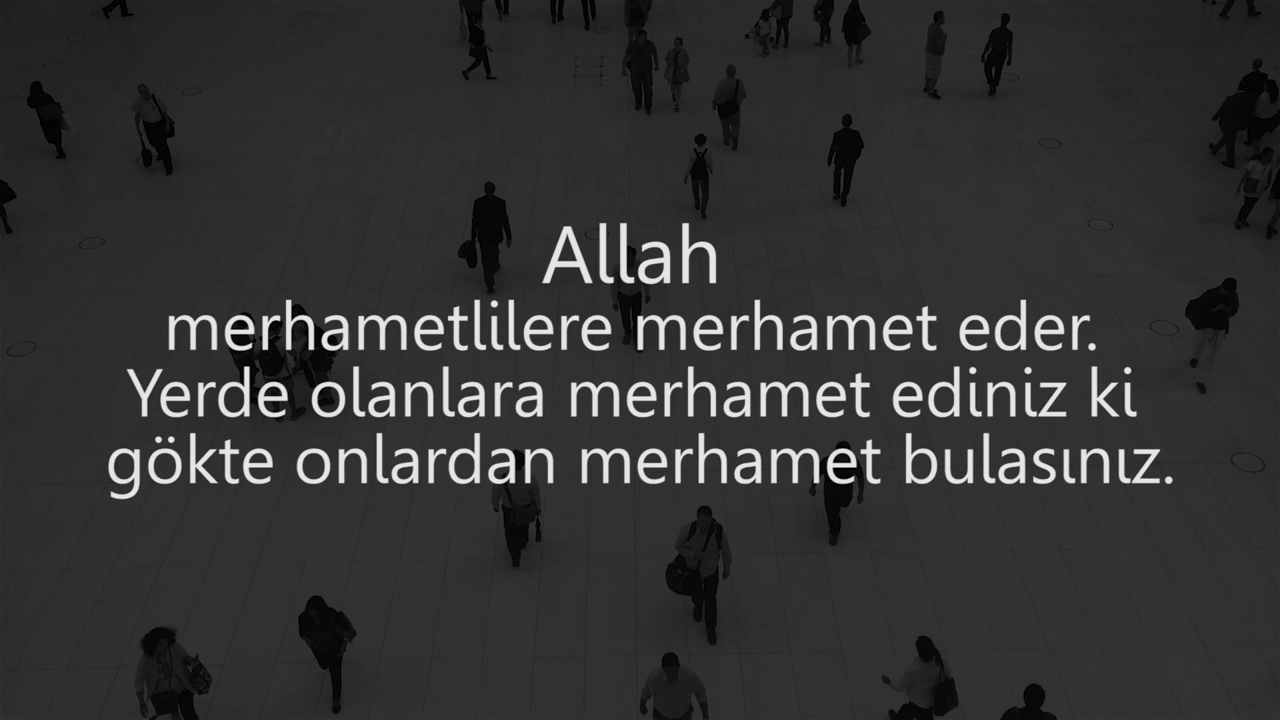 Allah
merhametlilere merhamet eder.
Yerde olanlara merhamet ediniz ki
gökte onlardan merhamet bulasınız.